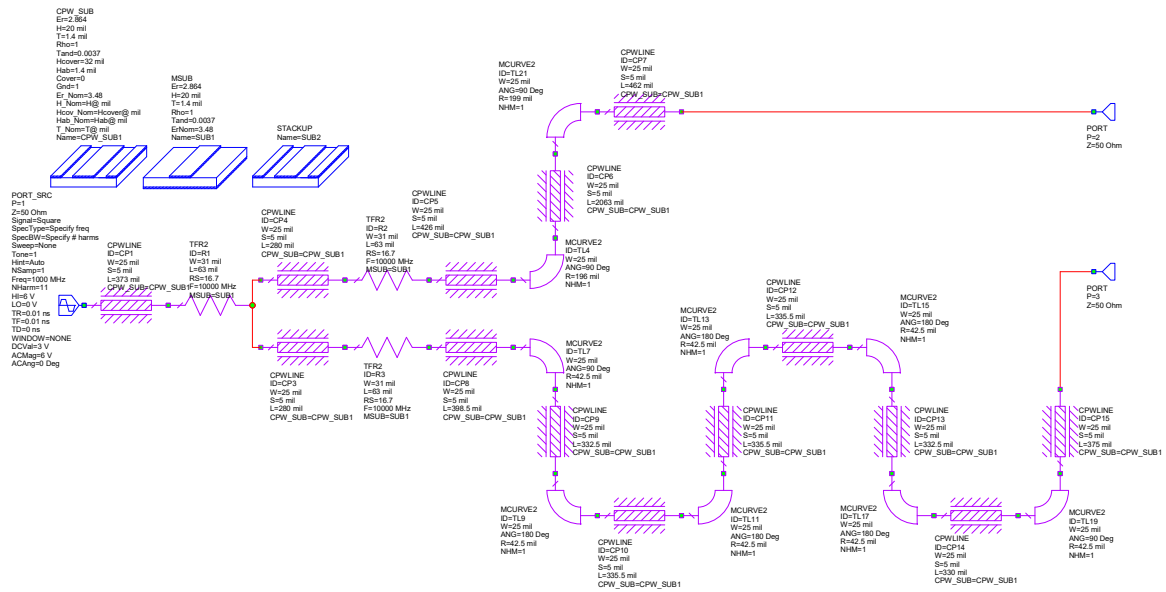 CPW_SUB
Er=2.864
H=20 mil
T=1.4 mil
Rho=1
Tand=0.0037
Hcover=32 mil
Hab=1.4 mil
Cover=0
Gnd=1
Er_Nom=3.48
H_Nom=H@ mil
Hcov_Nom=Hcover@ mil
Hab_Nom=Hab@ mil
T_Nom=T@ mil
Name=CPW_SUB1
MSUB
Er=2.864
H=20 mil
T=1.4 mil
Rho=1
Tand=0.0037
ErNom=3.48
Name=SUB1
STACKUP
Name=SUB2
PORT_SRC
P=1
Z=50 Ohm
Signal=Square
SpecType=Specify freq
SpecBW=Specify # harms
Sweep=None
Tone=1
Hint=Auto
NSamp=1
Freq=1000 MHz
NHarm=11
HI=6 V
LO=0 V
TR=0.01 ns
TF=0.01 ns
TD=0 ns
WINDOW=NONE
DCVal=3 V
ACMag=6 V
ACAng=0 Deg
CPWLINE
ID=CP1
W=25 mil
S=5 mil
L=373 mil
CPW_SUB=CPW_SUB1
TFR2
ID=R1
W=31 mil
L=63 mil
RS=16.7
F=10000 MHz
MSUB=SUB1
CPWLINE
ID=CP4
W=25 mil
S=5 mil
L=280 mil
CPW_SUB=CPW_SUB1
TFR2
ID=R2
W=31 mil
L=63 mil
RS=16.7
F=10000 MHz
MSUB=SUB1
CPWLINE
ID=CP5
W=25 mil
S=5 mil
L=426 mil
CPW_SUB=CPW_SUB1
MCURVE2
ID=TL4
W=25 mil
ANG=90 Deg
R=196 mil
NHM=1
CPWLINE
ID=CP6
W=25 mil
S=5 mil
L=2063 mil
CPW_SUB=CPW_SUB1
MCURVE2
ID=TL21
W=25 mil
ANG=90 Deg
R=199 mil
NHM=1
CPWLINE
ID=CP7
W=25 mil
S=5 mil
L=462 mil
CPW_SUB=CPW_SUB1
PORT
P=2
Z=50 Ohm
CPWLINE
ID=CP3
W=25 mil
S=5 mil
L=280 mil
CPW_SUB=CPW_SUB1
TFR2
ID=R3
W=31 mil
L=63 mil
RS=16.7
F=10000 MHz
MSUB=SUB1
CPWLINE
ID=CP8
W=25 mil
S=5 mil
L=398.5 mil
CPW_SUB=CPW_SUB1
MCURVE2
ID=TL7
W=25 mil
ANG=90 Deg
R=42.5 mil
NHM=1
CPWLINE
ID=CP9
W=25 mil
S=5 mil
L=332.5 mil
CPW_SUB=CPW_SUB1
MCURVE2
ID=TL9
W=25 mil
ANG=180 Deg
R=42.5 mil
NHM=1
CPWLINE
ID=CP10
W=25 mil
S=5 mil
L=335.5 mil
CPW_SUB=CPW_SUB1
MCURVE2
ID=TL11
W=25 mil
ANG=180 Deg
R=42.5 mil
NHM=1
CPWLINE
ID=CP11
W=25 mil
S=5 mil
L=335.5 mil
CPW_SUB=CPW_SUB1
MCURVE2
ID=TL13
W=25 mil
ANG=180 Deg
R=42.5 mil
NHM=1
CPWLINE
ID=CP12
W=25 mil
S=5 mil
L=335.5 mil
CPW_SUB=CPW_SUB1
MCURVE2
ID=TL15
W=25 mil
ANG=180 Deg
R=42.5 mil
NHM=1
CPWLINE
ID=CP13
W=25 mil
S=5 mil
L=332.5 mil
CPW_SUB=CPW_SUB1
MCURVE2
ID=TL17
W=25 mil
ANG=180 Deg
R=42.5 mil
NHM=1
CPWLINE
ID=CP14
W=25 mil
S=5 mil
L=330 mil
CPW_SUB=CPW_SUB1
MCURVE2
ID=TL19
W=25 mil
ANG=90 Deg
R=42.5 mil
NHM=1
CPWLINE
ID=CP15
W=25 mil
S=5 mil
L=375 mil
CPW_SUB=CPW_SUB1
PORT
P=3
Z=50 Ohm